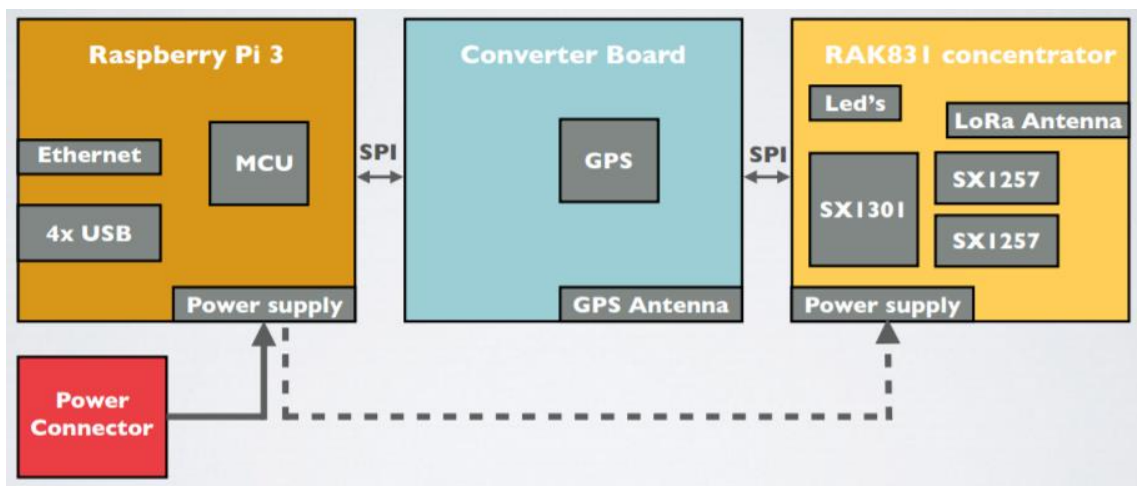 Raspberry Pi 3
Ethernet
MCU
4x USB
Power supply
SPI
Converter Board
GPS
GPS Antenna
SPI
RAK831 concentrator
Led's
LoRa Antenna
SX1301
SX1257
SX1257
Power supply
Power
Connector